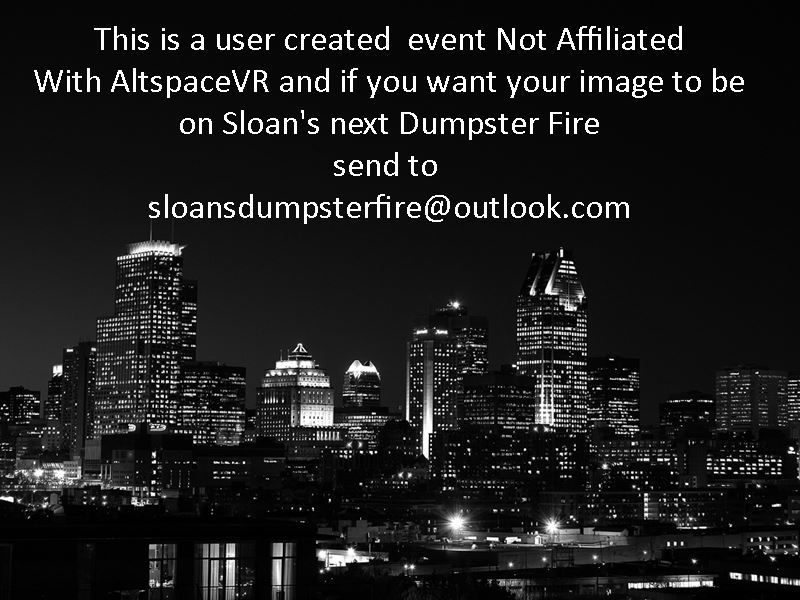 This is a user created  event Not Affiliated
With AltspaceVR and if you want your image to be
on Sloan's next Dumpster Fire
send to
sloansdumpsterfire@outlook.com